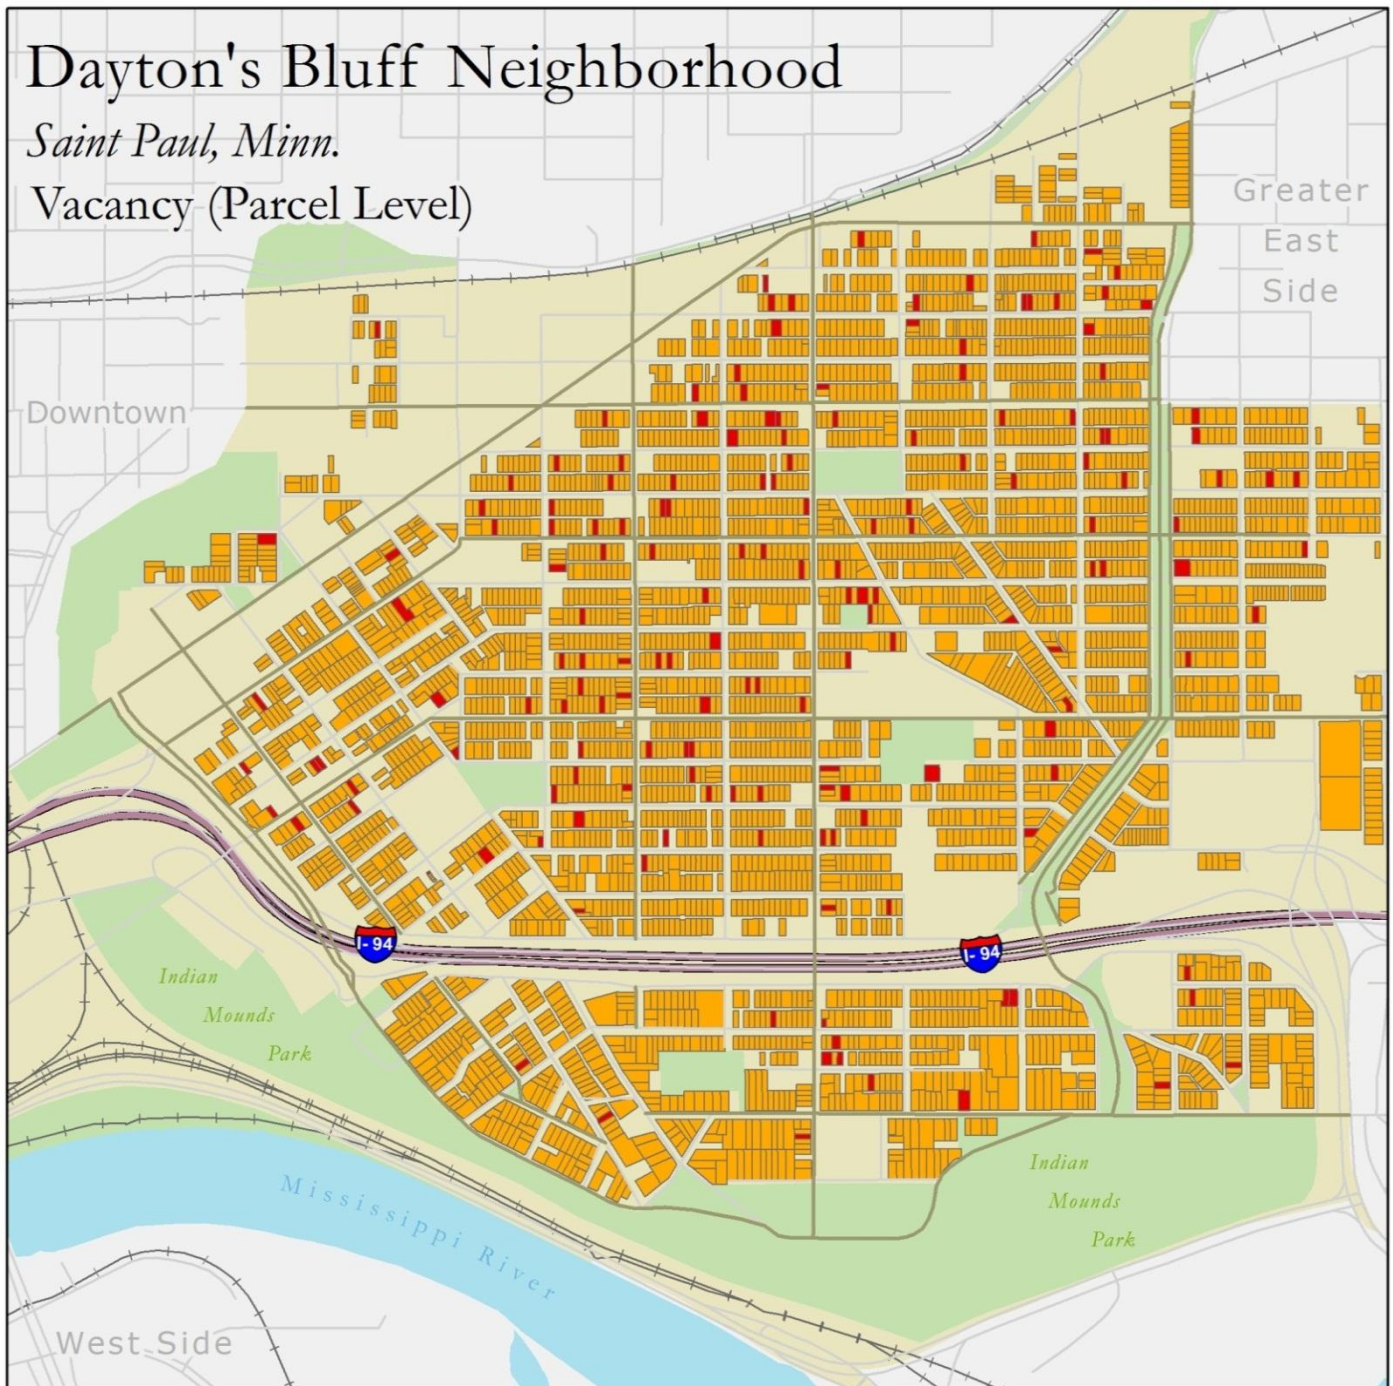 Dayton's Bluff Neighborhood
Saint Paul, Minn.
Vacancy (Parcel Level)
Greater
East
Side
Downtown
I-94
I-94
Indian
Mounds
Park
Indian
Mounds
Park
Mississippi River
West Side